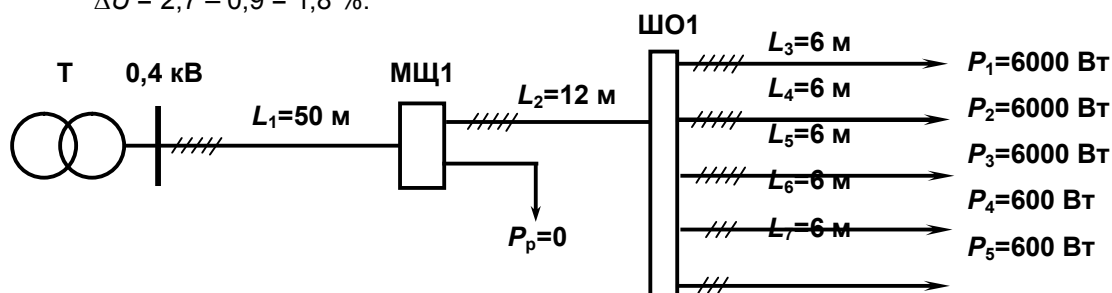 ΔU = 2,7 – 0,9 = 1,8 %.
ШО1
Т
0,4 кВ
МЩ1
L1=50 м
L2=12 м
L3=6 м
P1=6000 Вт
L4=6 м
P2=6000 Вт
L5=6 м
P3=6000 Вт
L6=6 м
P4=600 Вт
L7=6 м
P5=600 Вт
Pр=0